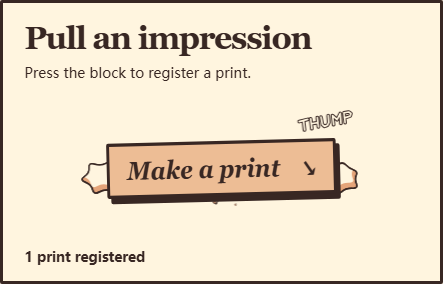 Pull an impression
Press the block to register a print.
THUMP
Make a print ↘
1 print registered